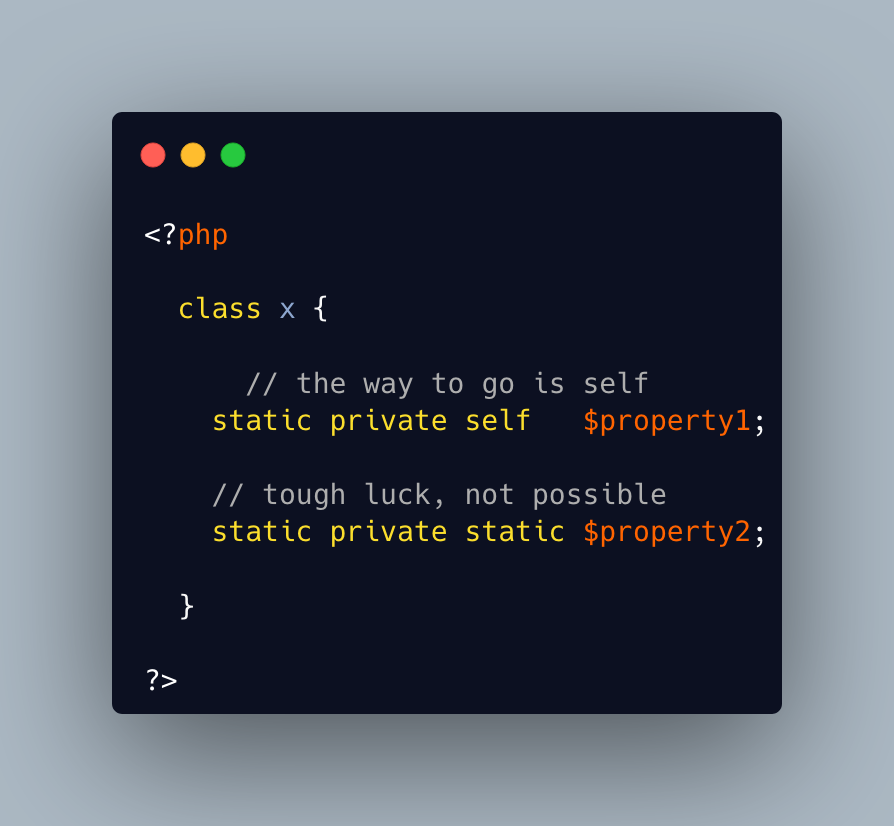 <?php
class x {
// the way to go is self
static private self   $property1;
// tough luck, not possible
static private static $property2;
}
?>